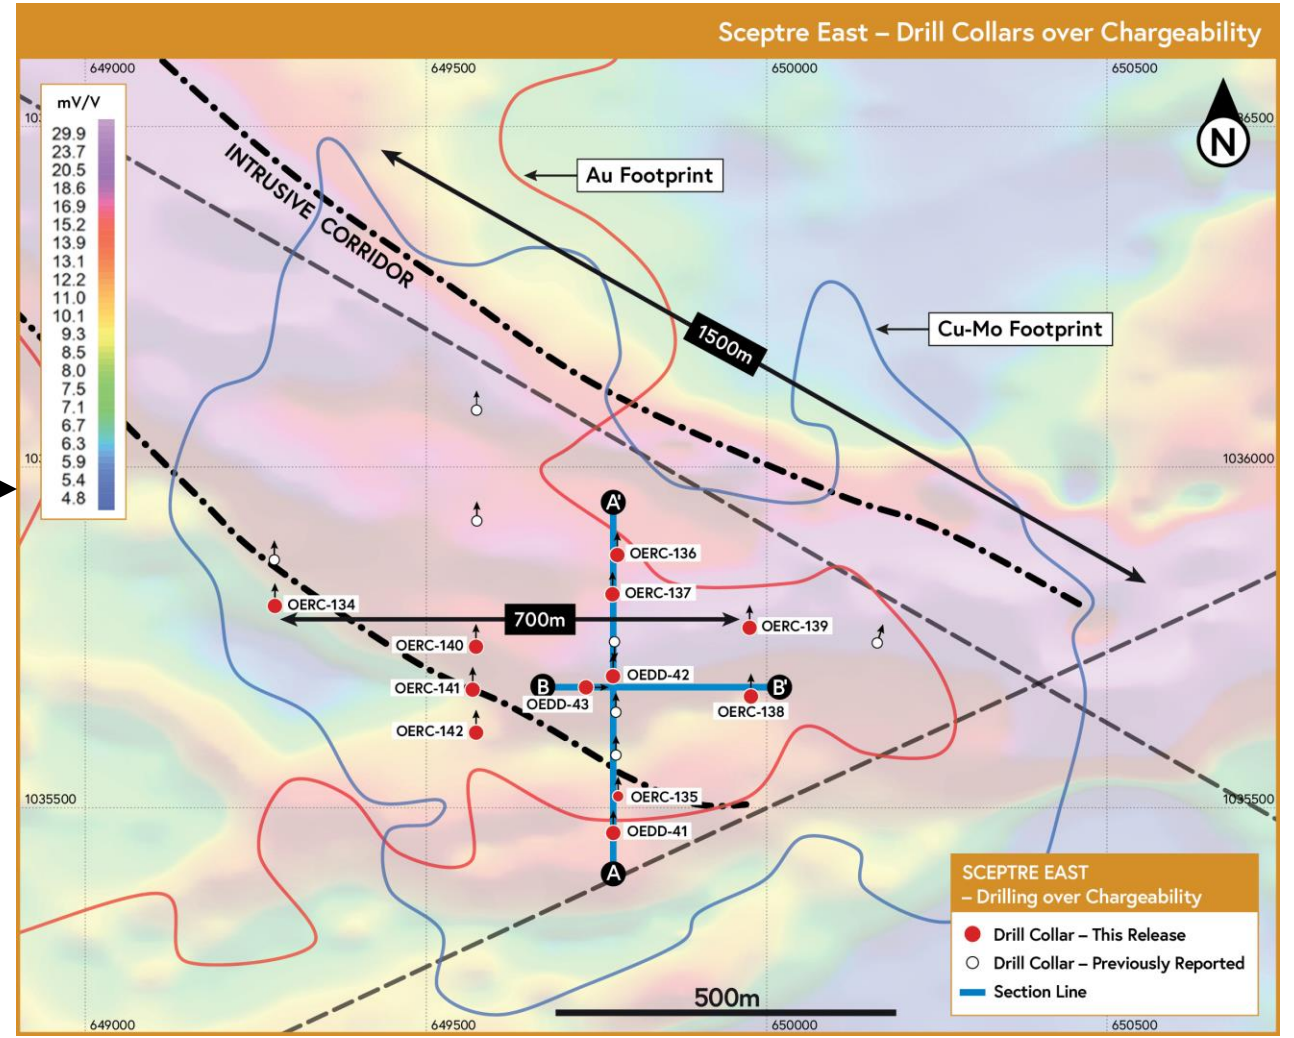 Sceptre East – Drill Collars over Chargeability
649000
649500
650000
650500
mV/V
29.9
23.7
20.5
18.6
16.9
15.2
13.9
13.1
12.2
11.0
10.1
9.3
8.5
8.0
7.5
7.1
6.7
6.3
5.9
5.4
4.8
103
36500
N
INTRUSIVE CORRIDOR
Au Footprint
Cu-Mo Footprint
1500m
103
1036000
A'
OERC-136
OERC-137
OERC-134
700m
OERC-139
OERC-140
OEDD-42
OERC-141
B
B'
OEDD-43
OERC-138
OERC-142
OERC-135
1035500
1035500
OEDD-41
A
SCEPTRE EAST
– Drilling over Chargeability
Drill Collar – This Release
Drill Collar – Previously Reported
Section Line
500m
649000
649500
650000
650500